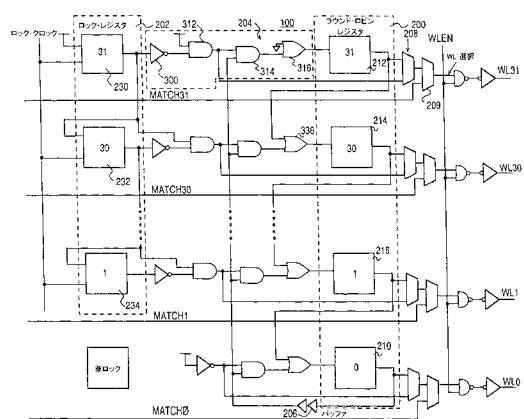 ロック・クロック
ロック・レジスタ
202
312
204
100
ラウンド・ロビン
レジスタ
200
208
WLEN
WL 選択
31
230
300
314
316
31
212
209
WL31
MATCH31
30
232
336
214
30
WL30
MATCH30
1
234
216
1
WL1
MATCH1
非ロック
210
0
WL0
206
バッファ
MATCHØ